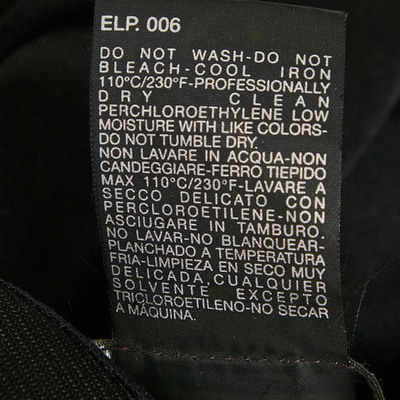 ELP. 006
DO NOT WASH-DO NOT
BLEACH-COOL IRON
110°C/230°F-PROFESSIONALLY
DRY CLEAN
PERCHLOROETHYLENE LOW
MOISTURE WITH LIKE COLORS-
DO NOT TUMBLE DRY.
NON LAVARE IN ACQUA-NON
CANDEGGIARE-FERRO TIEPIDO
MAX 110°C/230°F-LAVARE A
SECCO DELICATO CON
PERCLOROETILENE-NON
ASCIUGARE IN TAMBURO.
NO LAVAR-NO BLANQUEAR-
PLANCHADO A TEMPERATURA
FRIA-LIMPIEZA EN SECO MUY
DELICADA, CUALQUIER
SOLVENTE EXCEPTO
TRICLOROETILENO-NO SECAR
A MÁQUINA.